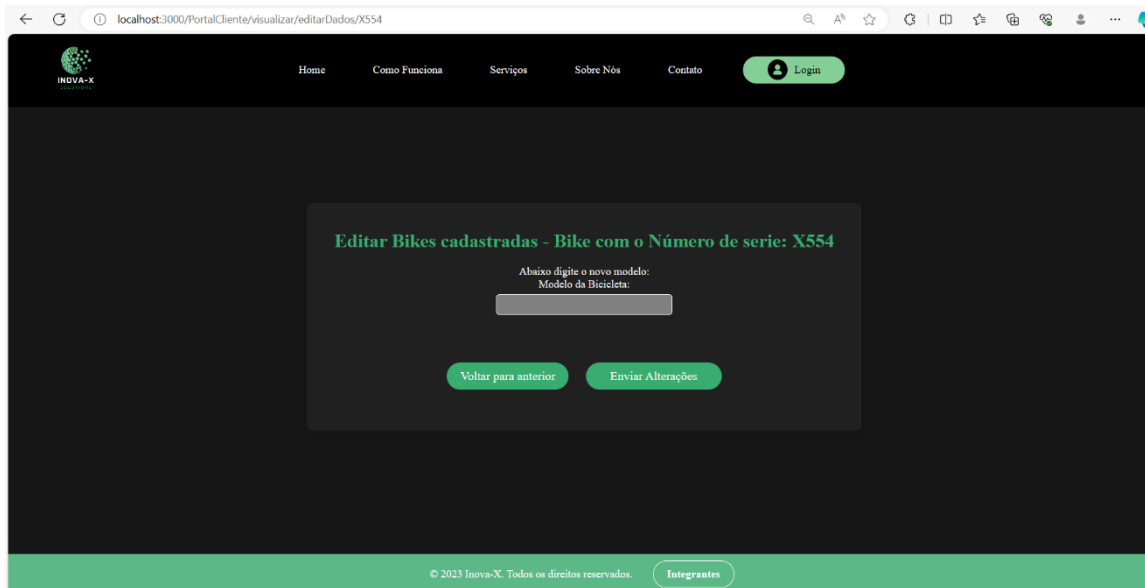 localhost:3000/PortalCliente/visualizar/editarDados/X554
INOVA-X
SOLUTIONS
Home Como Funciona Serviços Sobre Nós Contato Login
Editar Bikes cadastradas - Bike com o Número de serie: X554
Abaixo digite o novo modelo:
Modelo da Bicicleta:
Voltar para anterior Enviar Alterações
© 2023 Inova-X. Todos os direitos reservados. Integrantes